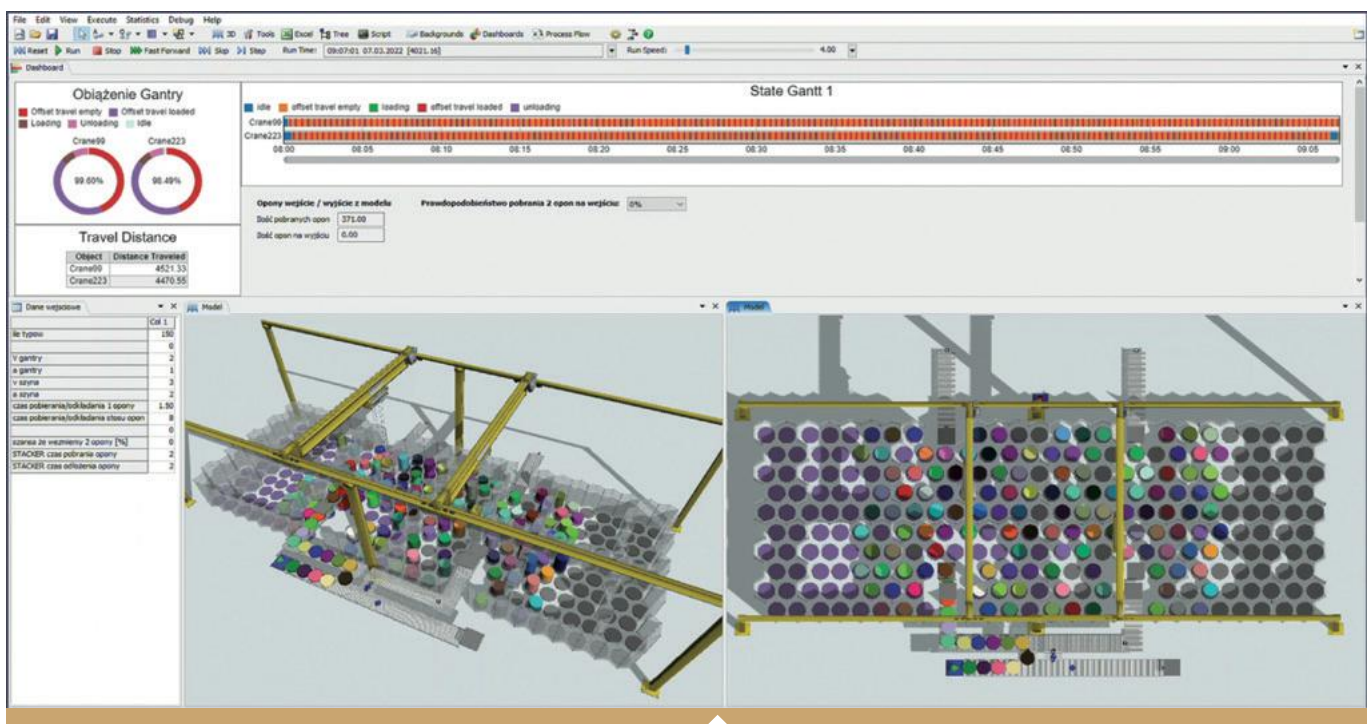 File Edit View Execute Statistics Debug Help
3D Tools Excel Tree Script Backgrounds Dashboards Process Flow
Reset Run Stop Fast Forward Skip Step Run Time: 09:07:01 07.03.2022 [4021.16] Run Speed: 4.00
Dashboard
Obiążenie Gantry
Offset travel empty Offset travel loaded
Loading Unloading Idle
Crane99 Crane223
99.60% 98.49%
Travel Distance
Object Distance Traveled
Crane99 4521.33
Crane223 4470.55
State Gantt 1
idle offset travel empty loading offset travel loaded unloading
Crane99
Crane223
08:00 08:05 08:10 08:15 08:20 08:25 08:30 08:35 08:40 08:45 08:50 08:55 09:00 09:05
Opony wejście / wyjście z modelu Prawdopodobieństwo pobrania 2 opon na wejściu: 0%
Ilość pobranych opon 371.00
Ilość opon na wyjściu 0.00
Dane wejsciowe
Col 1
ile typow 150
0
V gantry 2
a gantry 1
v szyna 3
a szyna 2
czas pobierania/odkładania 1 opony 1.50
czas pobierania/odkładania stosu opon 8
0
szansa że weźmiemy 2 opony [%] 0
STACKER czas pobrania opony 2
STACKER czas odłożenia opony 2
Model
Model